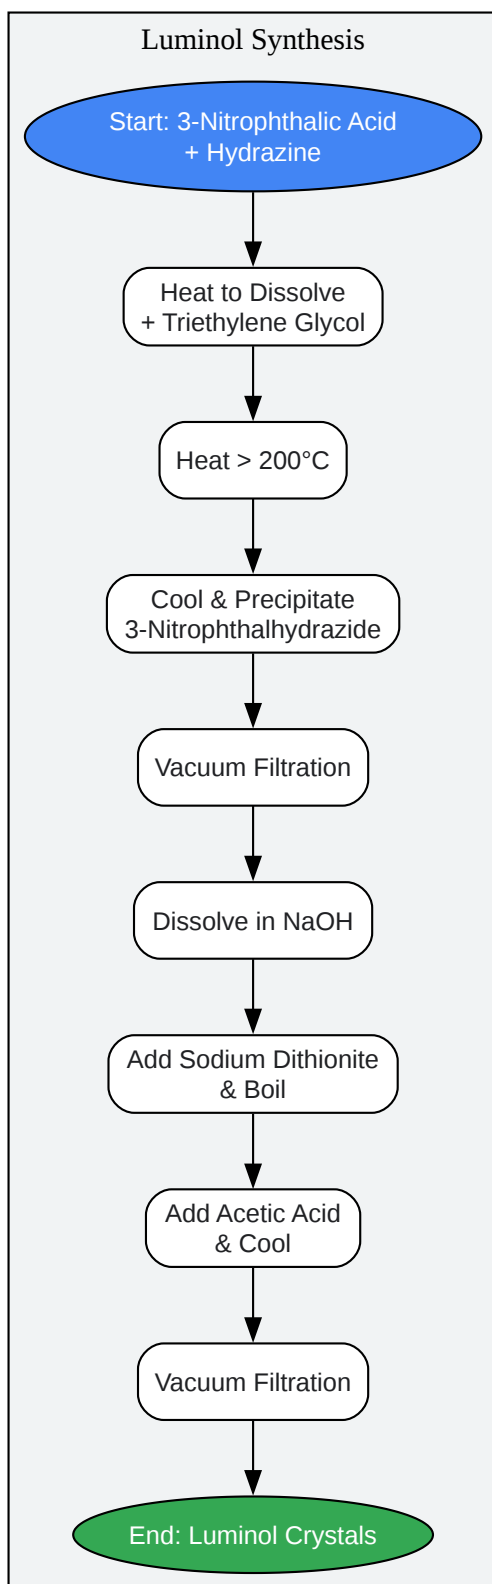 Luminol Synthesis
Start: 3-Nitrophthalic Acid
+ Hydrazine
Heat to Dissolve
+ Triethylene Glycol
Heat > 200°C
Cool & Precipitate
3-Nitrophthalhydrazide
Vacuum Filtration
Dissolve in NaOH
Add Sodium Dithionite
& Boil
Add Acetic Acid
& Cool
Vacuum Filtration
End: Luminol Crystals